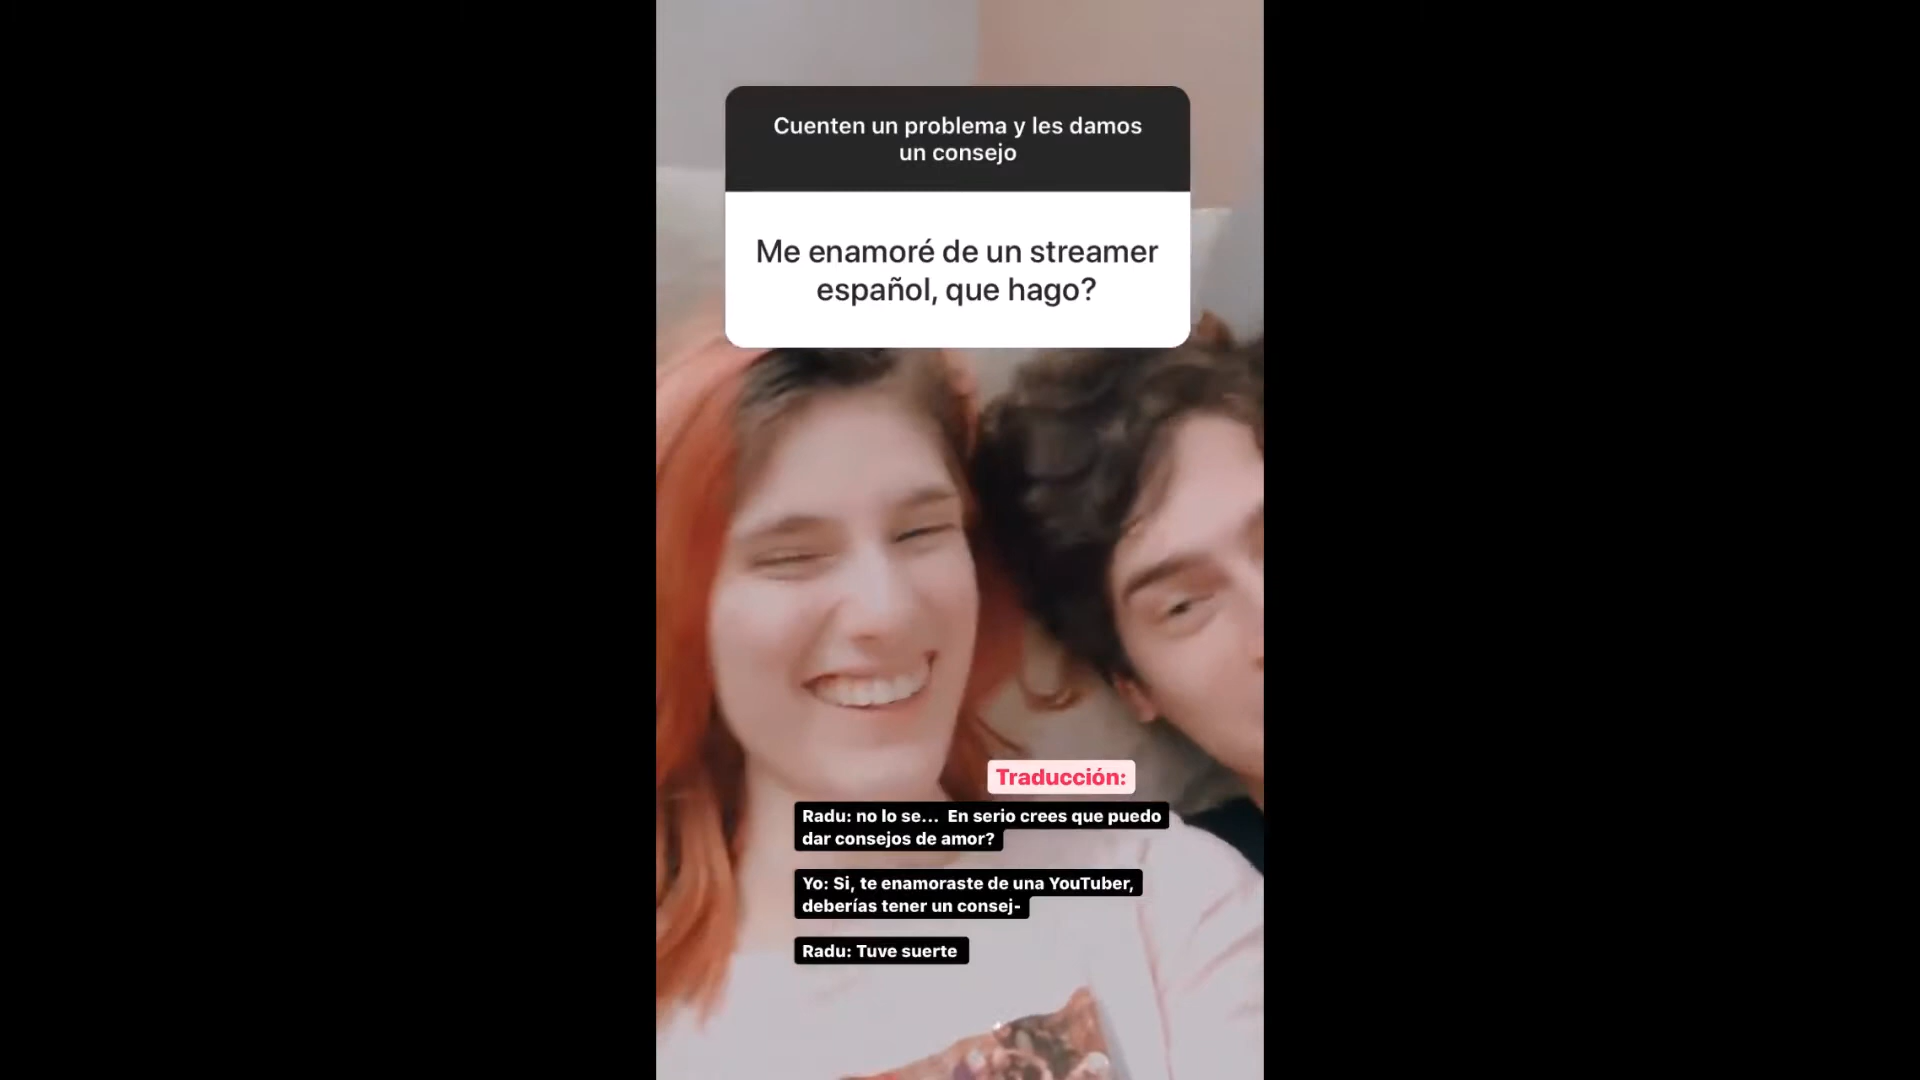 Cuenten un problema y les damos
un consejo
Me enamoré de un streamer
español, que hago?
Traducción:
Radu: no lo se... En serio crees que puedo
dar consejos de amor?
Yo: Si, te enamoraste de una YouTuber,
deberías tener un consej-
Radu: Tuve suerte